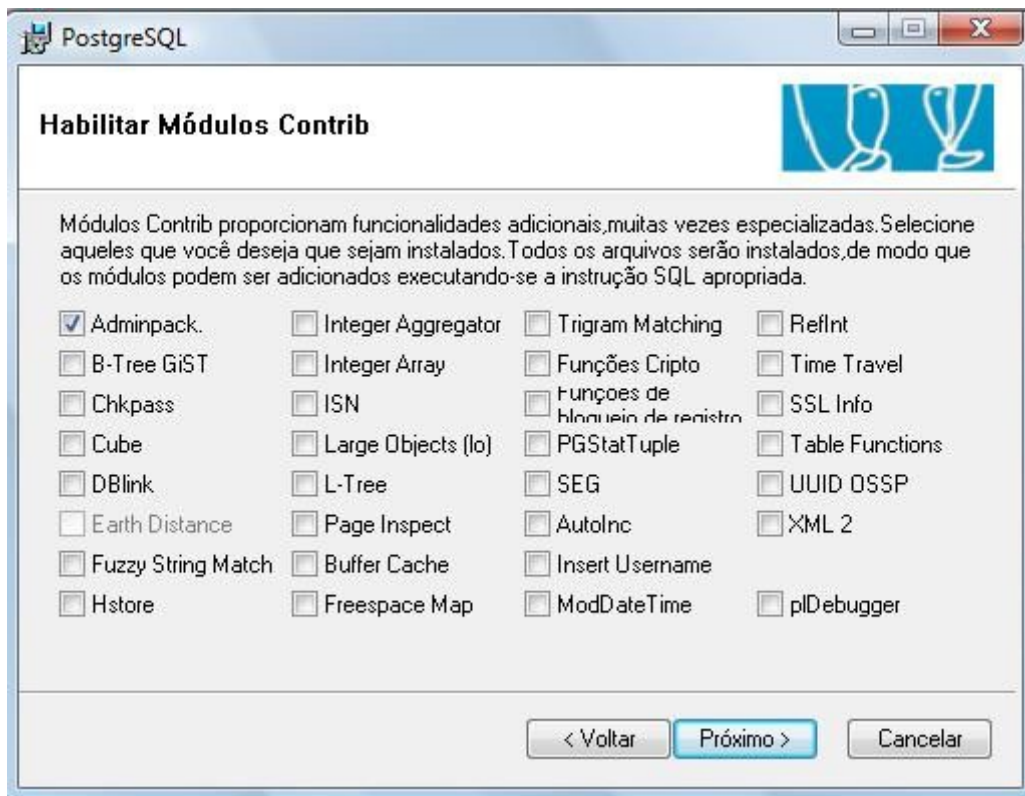 PostgreSQL
Habilitar Módulos Contrib
Módulos Contrib proporcionam funcionalidades adicionais,muitas vezes especializadas.Selecione
aqueles que você deseja que sejam instalados.Todos os arquivos serão instalados,de modo que
os módulos podem ser adicionados executando-se a instrução SQL apropriada.
Adminpack.
B-Tree GiST
Chkpass
Cube
DBlink
Earth Distance
Fuzzy String Match
Hstore
Integer Aggregator
Integer Array
ISN
Large Objects (lo)
L-Tree
Page Inspect
Buffer Cache
Freespace Map
Trigram Matching
Funções Cripto
Funçoes de
bloqueio de registro
PGStatTuple
SEG
AutoInc
Insert Username
ModDateTime
RefInt
Time Travel
SSL Info
Table Functions
UUID OSSP
XML 2
plDebugger
< Voltar
Próximo >
Cancelar